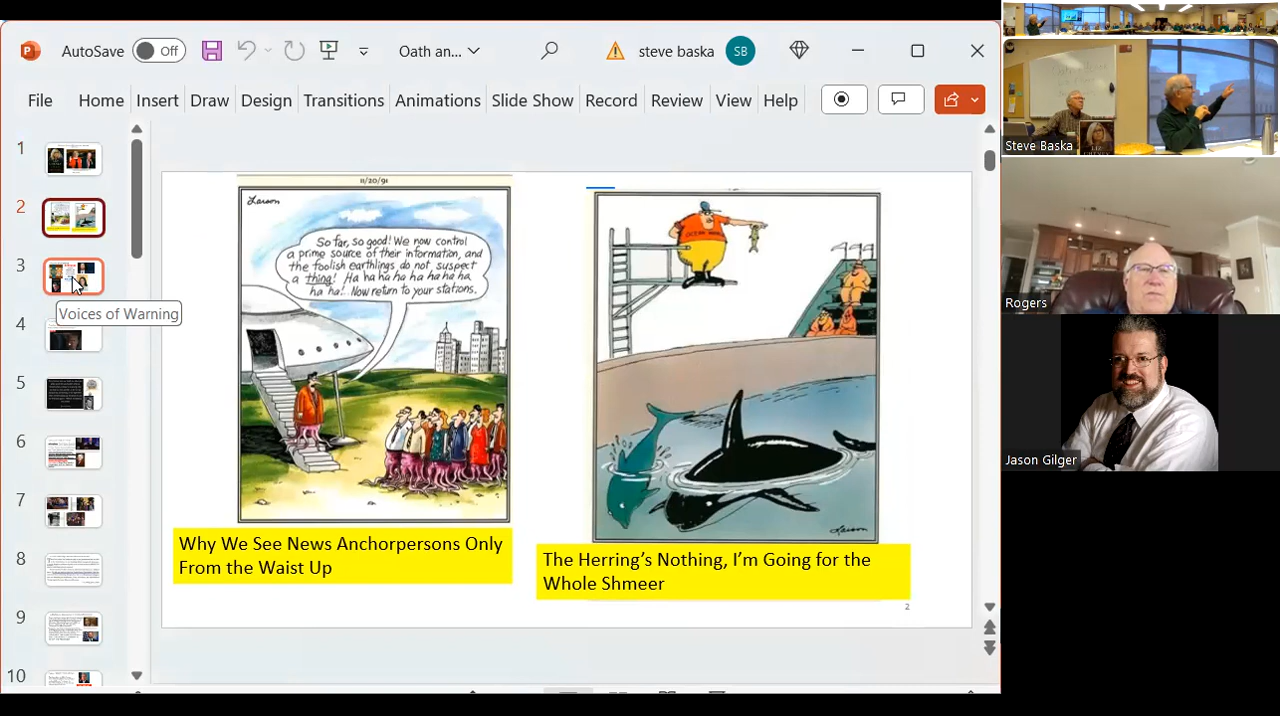 AutoSave
Off
Oath an...
steve baska
SB
File
Home
Insert
Draw
Design
Transitions
Animations
Slide Show
Record
Review
View
Help
1
2
3
Voices of Warning
4
5
6
7
8
9
10
11/20/91
Larson
So far, so good! We now control
a prime source of their information, and
the foolish earthlings do not suspect
a thing! Ha ha ha ha ha ha ha ha,
ha ha! Now return to your stations.
Why We See News Anchorpersons Only
From the Waist Up
Larson
The Herring's Nothing, I'm Going for the
Whole Shmeer
2
Steve Baska
LIZ
CHENEY
Rogers
Jason Gilger